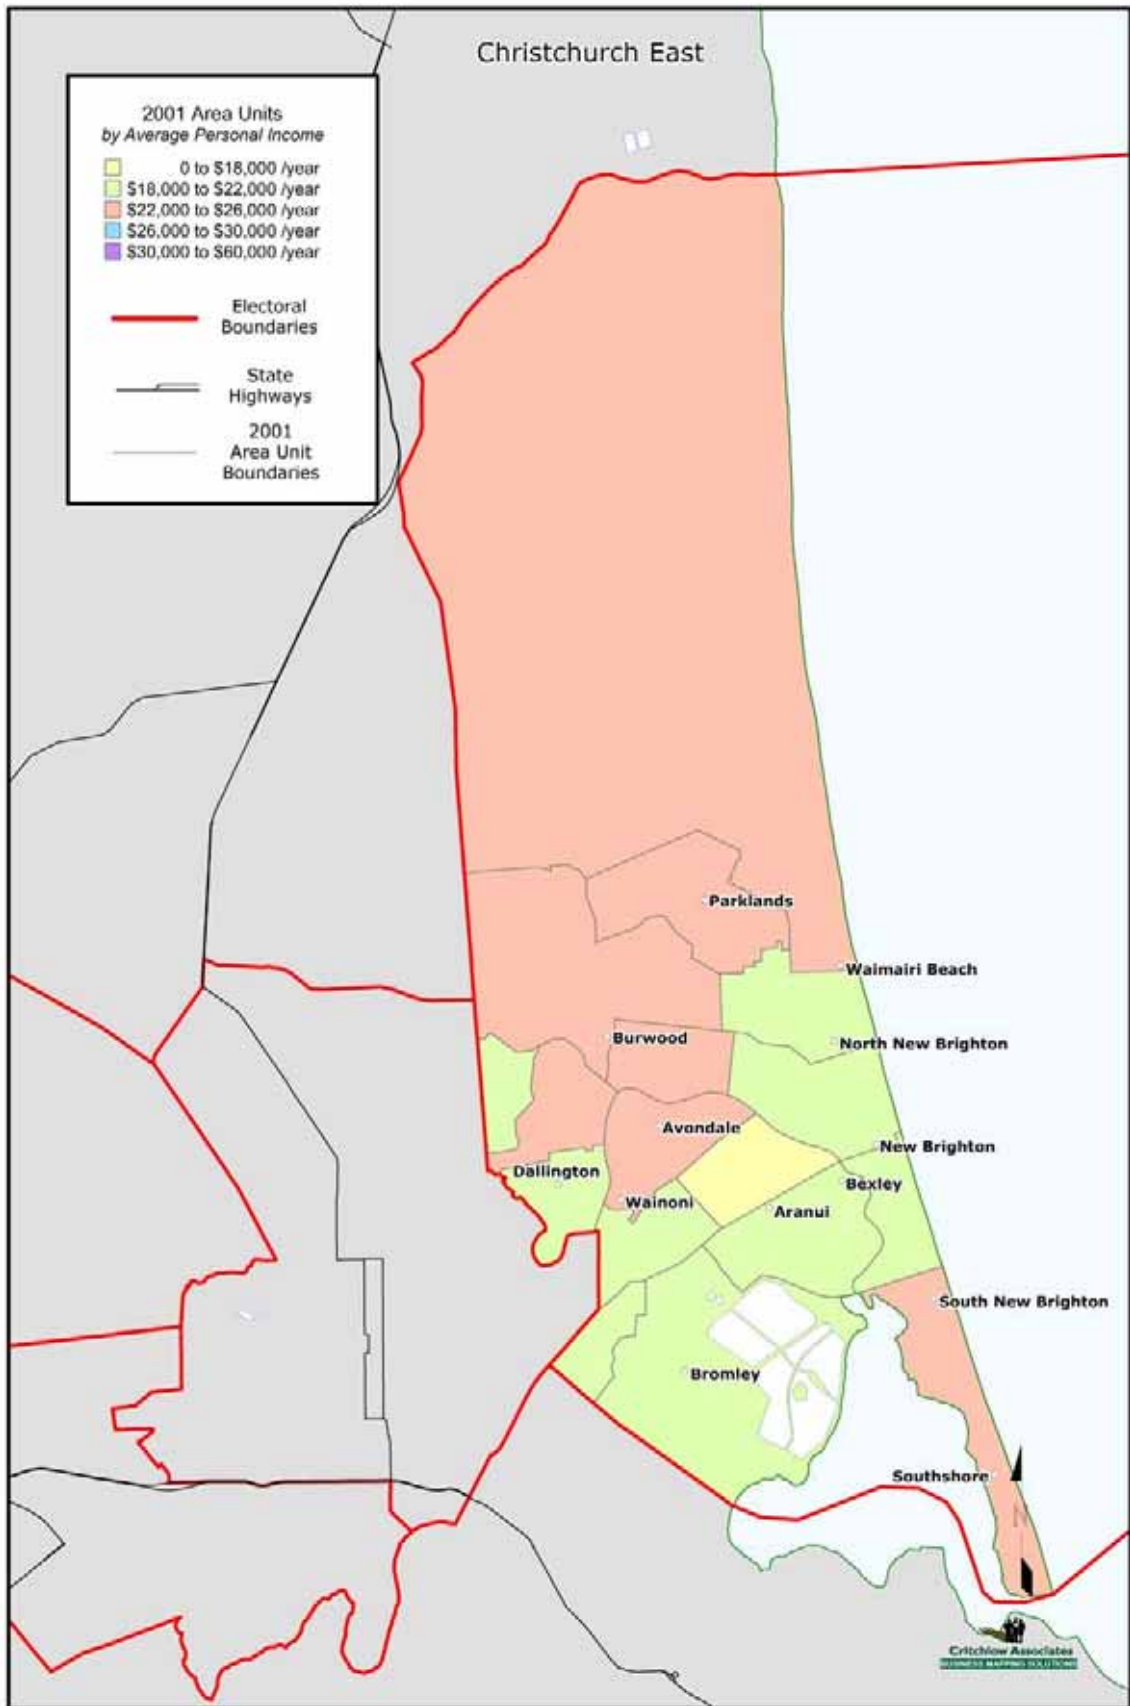 Christchurch East
2001 Area Units
by Average Personal Income
0 to $18,000 /year
$18,000 to $22,000 /year
$22,000 to $26,000 /year
$26,000 to $30,000 /year
$30,000 to $60,000 /year
Electoral
Boundaries
State
Highways
2001
Area Unit
Boundaries
Parklands
Waimairi Beach
Burwood
North New Brighton
Avondale
New Brighton
Dallington
Bexley
Wainoni
Aranui
South New Brighton
Bromley
Southshore
N
Critchlow Associates
BUSINESS MAPPING SOLUTIONS